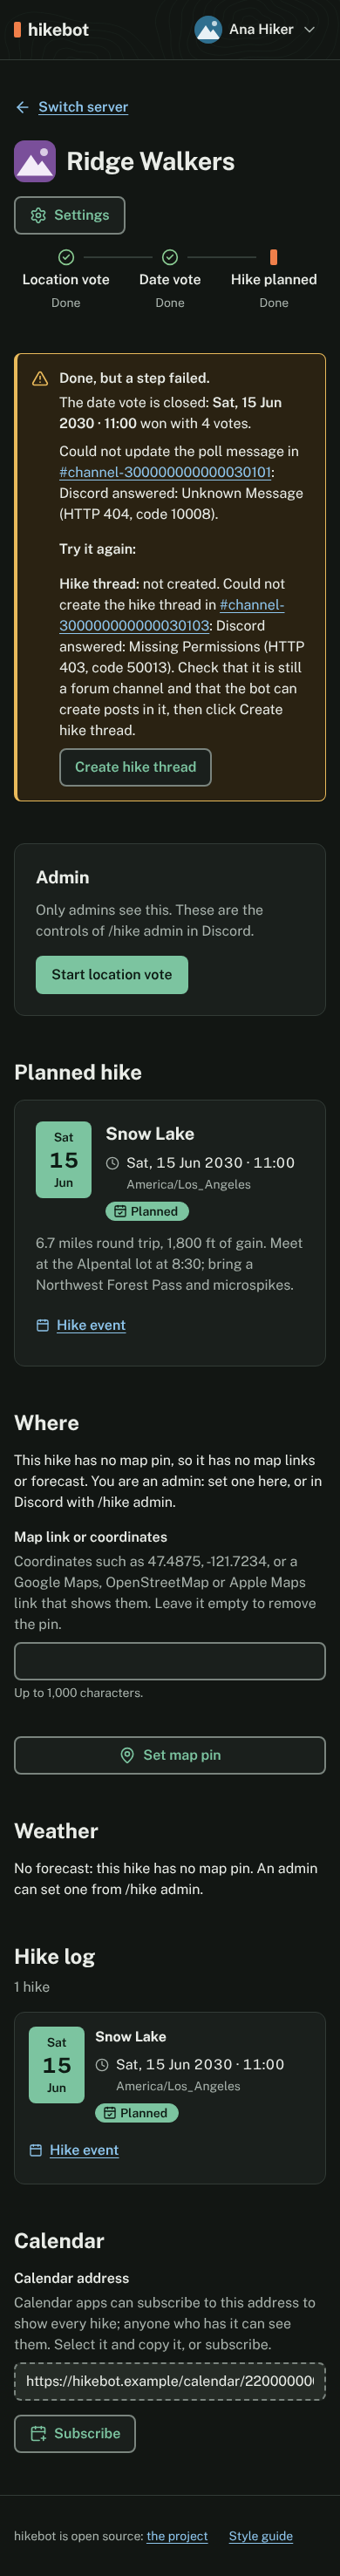 hikebot
Ana Hiker
Switch server
Ridge Walkers
Settings
Location vote
Done
Date vote
Done
Hike planned
Done
Done, but a step failed.
The date vote is closed: Sat, 15 Jun
2030 · 11:00 won with 4 votes.
Could not update the poll message in
#channel-300000000000030101:
Discord answered: Unknown Message
(HTTP 404, code 10008).
Try it again:
Hike thread: not created. Could not
create the hike thread in #channel-
300000000000030103: Discord
answered: Missing Permissions (HTTP
403, code 50013). Check that it is still
a forum channel and that the bot can
create posts in it, then click Create
hike thread.
Create hike thread
Admin
Only admins see this. These are the
controls of /hike admin in Discord.
Start location vote
Planned hike
Sat
15
Jun
Snow Lake
Sat, 15 Jun 2030 · 11:00
America/Los_Angeles
Planned
6.7 miles round trip, 1,800 ft of gain. Meet
at the Alpental lot at 8:30; bring a
Northwest Forest Pass and microspikes.
Hike event
Where
This hike has no map pin, so it has no map links
or forecast. You are an admin: set one here, or in
Discord with /hike admin.
Map link or coordinates
Coordinates such as 47.4875, -121.7234, or a
Google Maps, OpenStreetMap or Apple Maps
link that shows them. Leave it empty to remove
the pin.
Up to 1,000 characters.
Set map pin
Weather
No forecast: this hike has no map pin. An admin
can set one from /hike admin.
Hike log
1 hike
Sat
15
Jun
Snow Lake
Sat, 15 Jun 2030 · 11:00
America/Los_Angeles
Planned
Hike event
Calendar
Calendar address
Calendar apps can subscribe to this address to
show every hike; anyone who has it can see
them. Select it and copy it, or subscribe.
https://hikebot.example/calendar/220000000
Subscribe
hikebot is open source: the project
Style guide